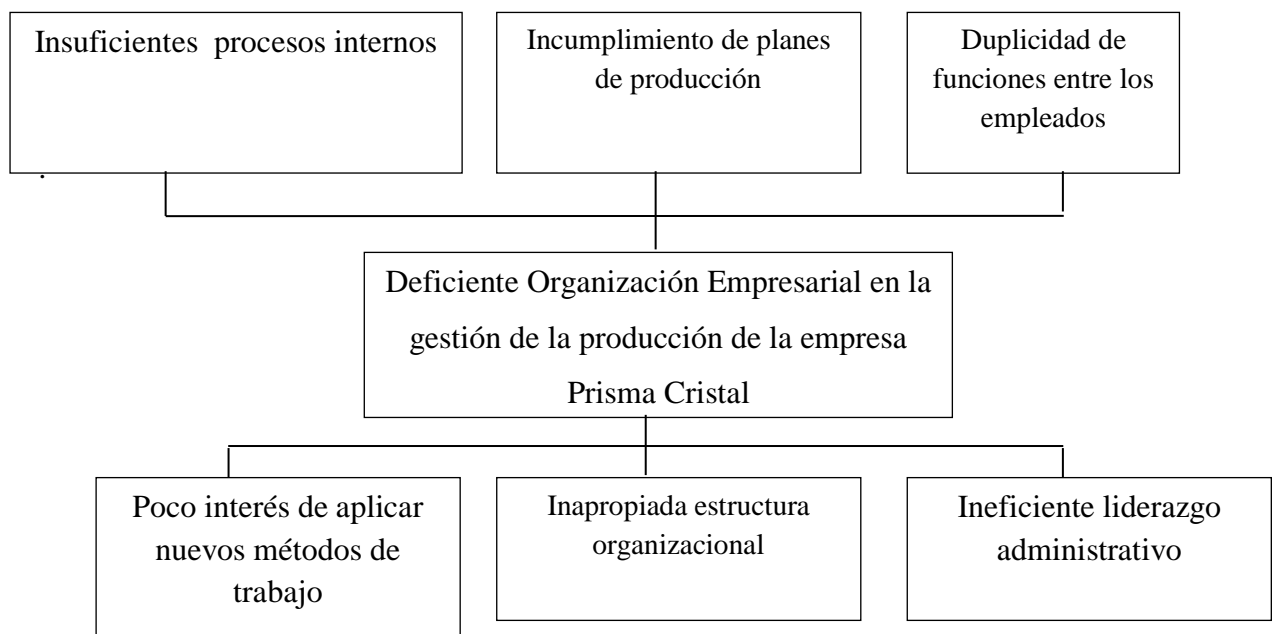 Insuficientes procesos internos
.
Incumplimiento de planes
de producción
Duplicidad de
funciones entre los
empleados
Deficiente Organización Empresarial en la
gestión de la producción de la empresa
Prisma Cristal
Poco interés de aplicar
nuevos métodos de
trabajo
Inapropiada estructura
organizacional
Ineficiente liderazgo
administrativo